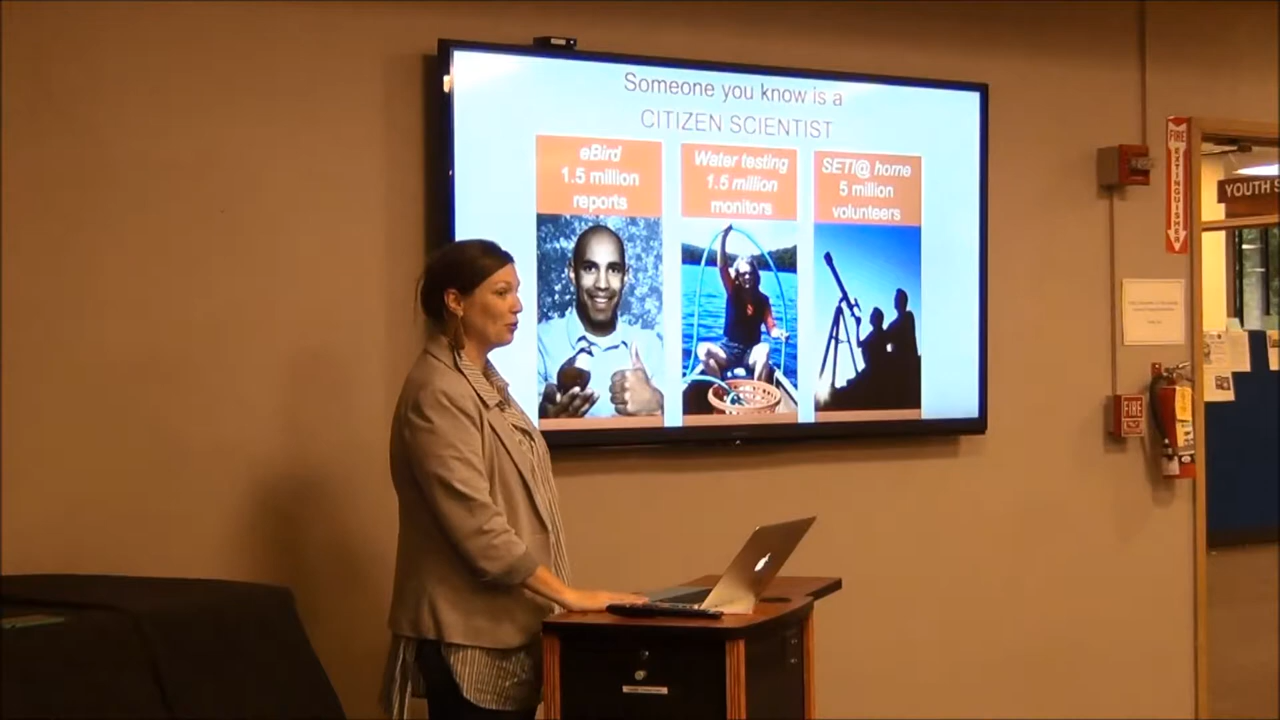 Someone you know is a
CITIZEN SCIENTIST
eBird
1.5 million
reports
Water testing
1.5 million
monitors
SETI@ home
5 million
volunteers
FIRE
EXTINGUISHER
YOUTH S
FIRE